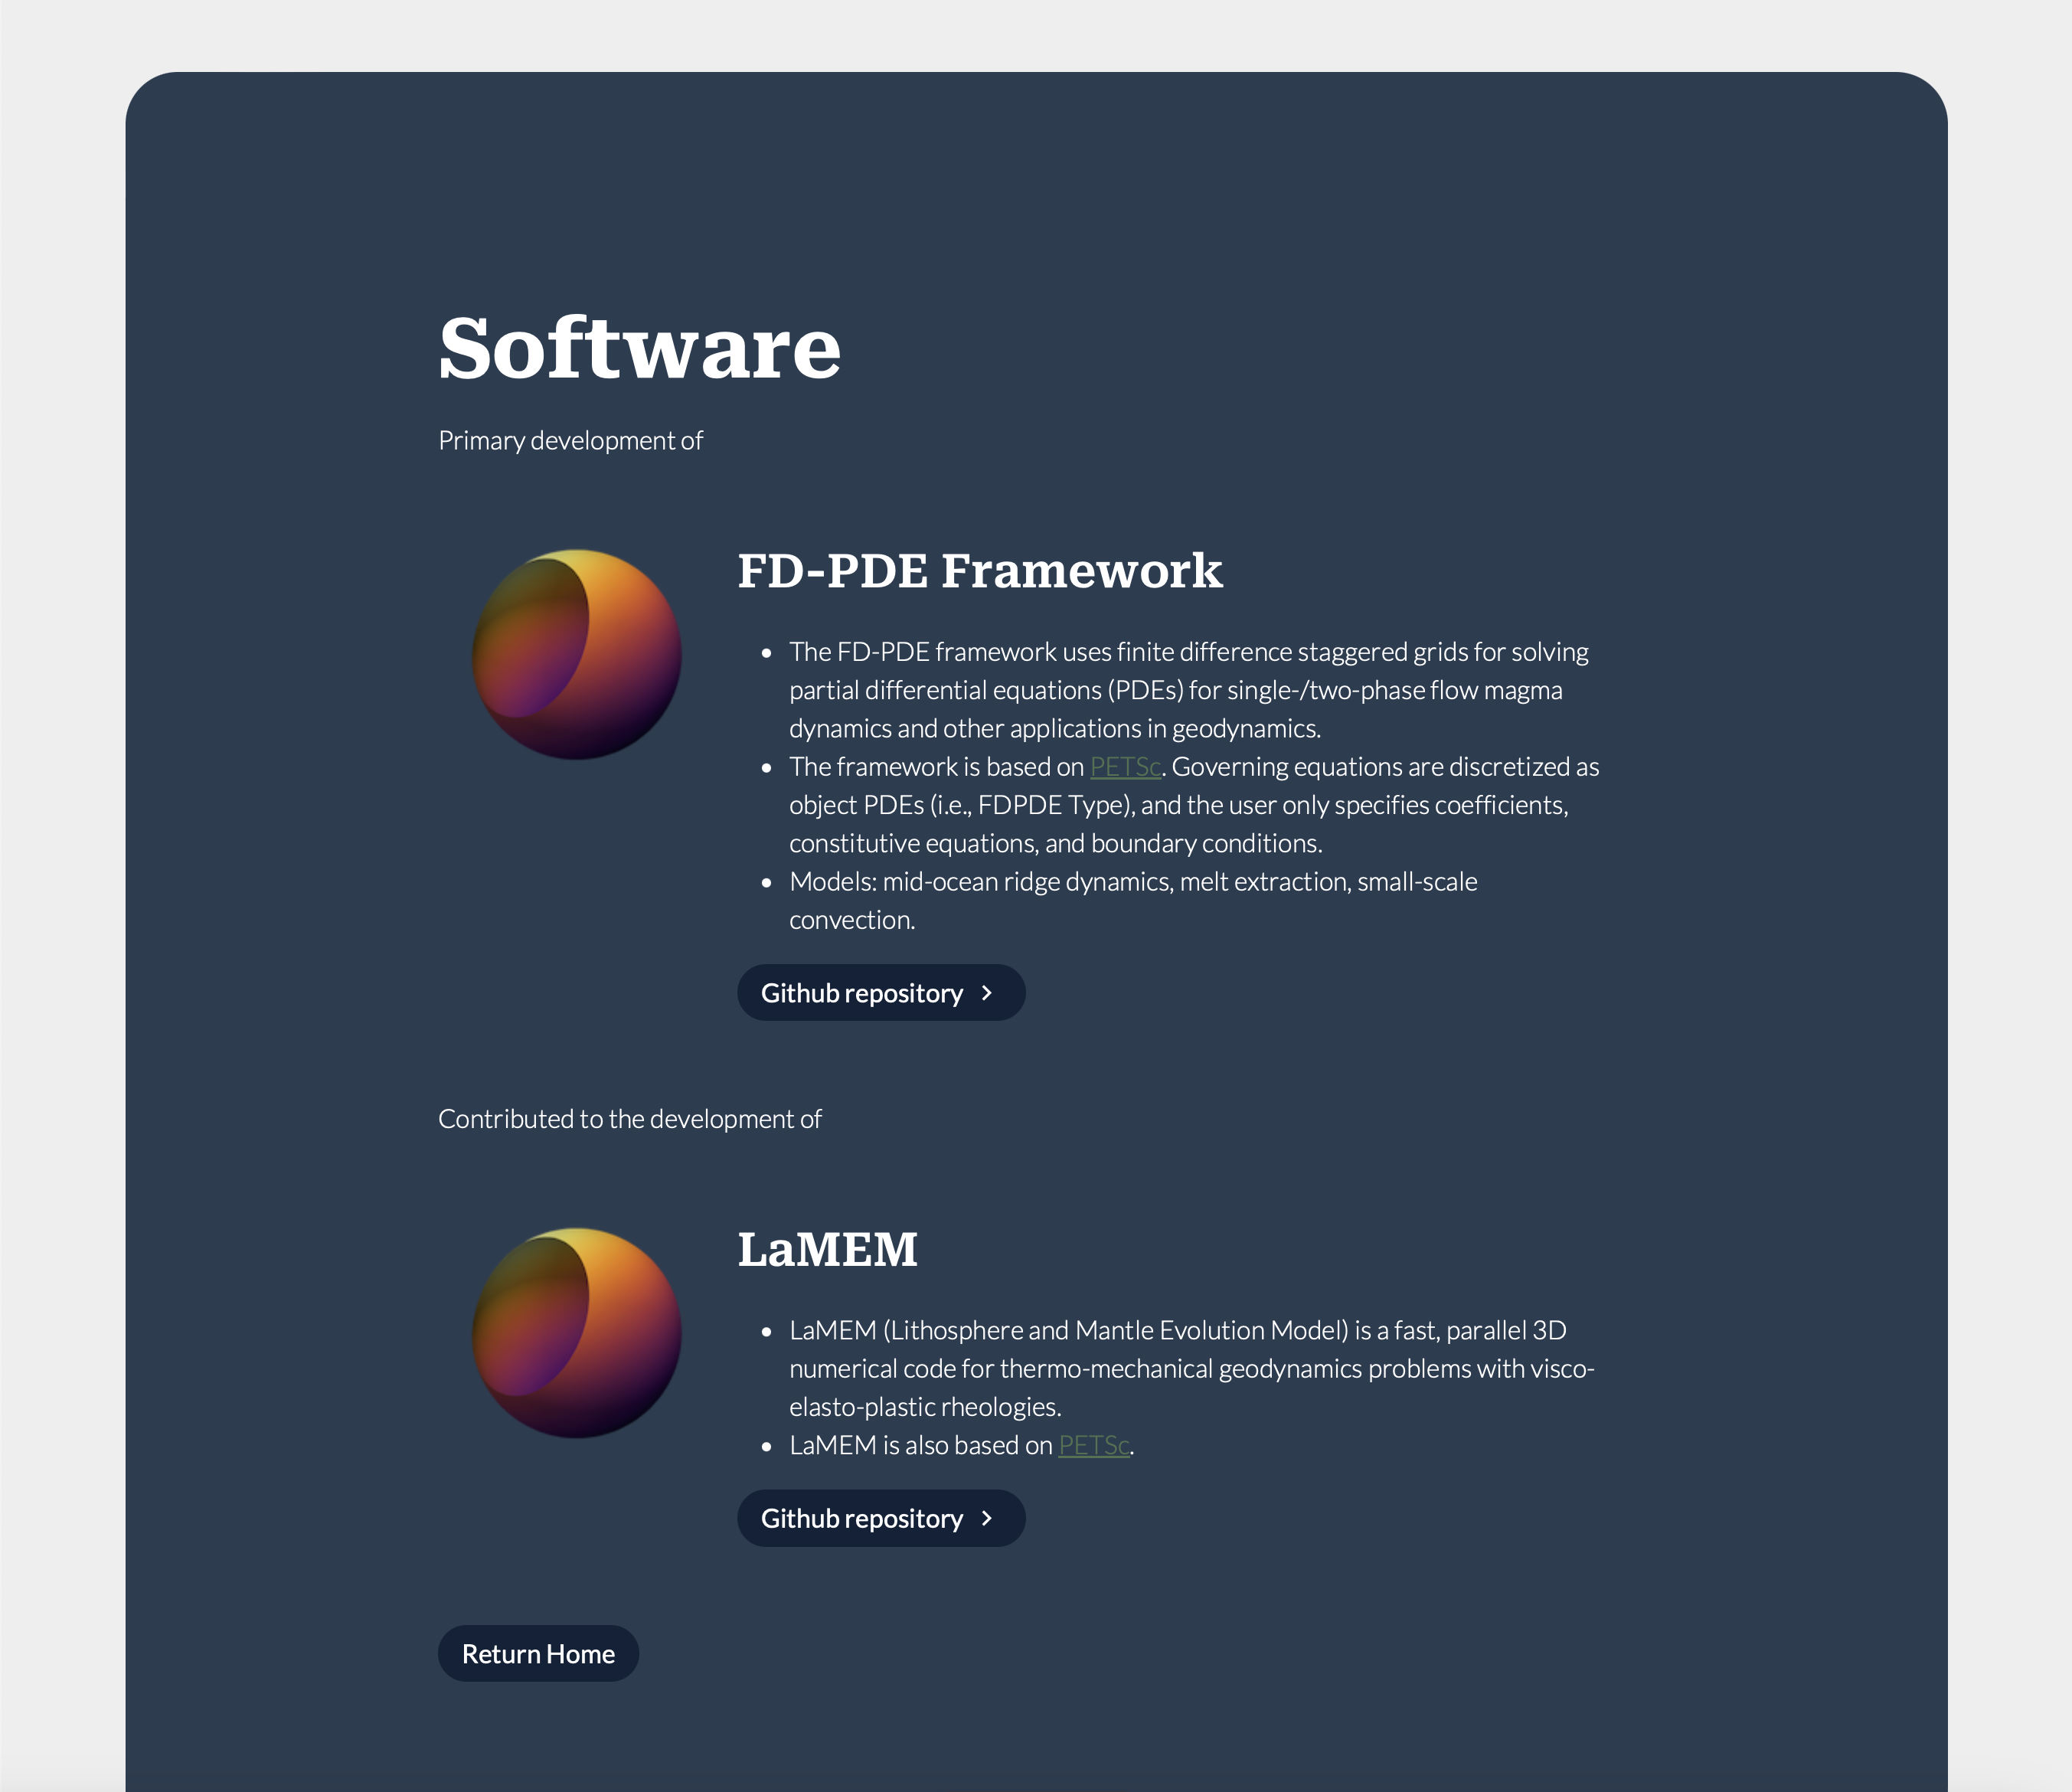 Software
Primary development of
FD-PDE Framework
• The FD-PDE framework uses finite difference staggered grids for solving
partial differential equations (PDEs) for single-/two-phase flow magma
dynamics and other applications in geodynamics.
• The framework is based on PETSc. Governing equations are discretized as
object PDEs (i.e., FDPDE Type), and the user only specifies coefficients,
constitutive equations, and boundary conditions.
• Models: mid-ocean ridge dynamics, melt extraction, small-scale
convection.
Github repository
Contributed to the development of
LaMEM
• LaMEM (Lithosphere and Mantle Evolution Model) is a fast, parallel 3D
numerical code for thermo-mechanical geodynamics problems with visco-
elasto-plastic rheologies.
• LaMEM is also based on PETSc.
Github repository
Return Home